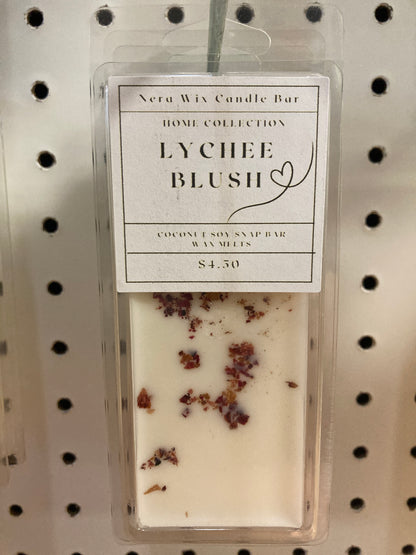 Nera Wix Candle Bar
HOME COLLECTION
LYCHEE
BLUSH
COCONUT SOY SNAP BAR
WAX MELTS
$4.50